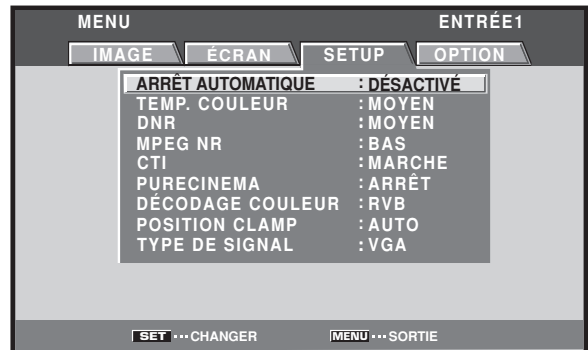 MENU ENTRÉE1
IMAGE ÉCRAN SETUP OPTION
ARRÊT AUTOMATIQUE : DÉSACTIVÉ
TEMP. COULEUR : MOYEN
DNR : MOYEN
MPEG NR : BAS
CTI : MARCHE
PURECINEMA : ARRÊT
DÉCODAGE COULEUR : RVB
POSITION CLAMP : AUTO
TYPE DE SIGNAL : VGA
SET ··· CHANGER MENU ··· SORTIE